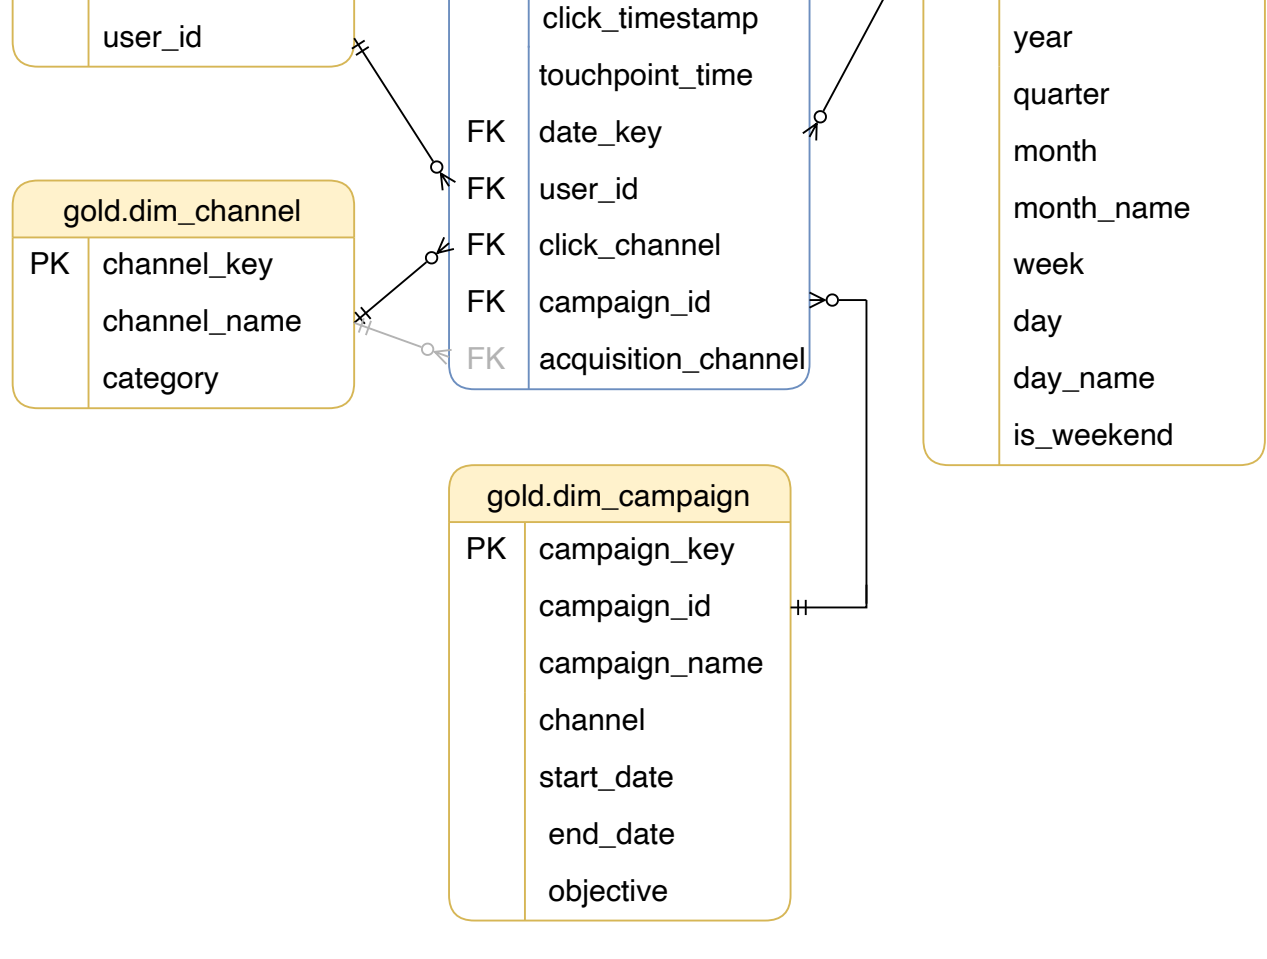 user_id
click_timestamp
touchpoint_time
FK date_key
FK user_id
FK click_channel
FK campaign_id
FK acquisition_channel
year
quarter
month
month_name
week
day
day_name
is_weekend
gold.dim_channel
PK channel_key
channel_name
category
gold.dim_campaign
PK campaign_key
campaign_id
campaign_name
channel
start_date
end_date
objective